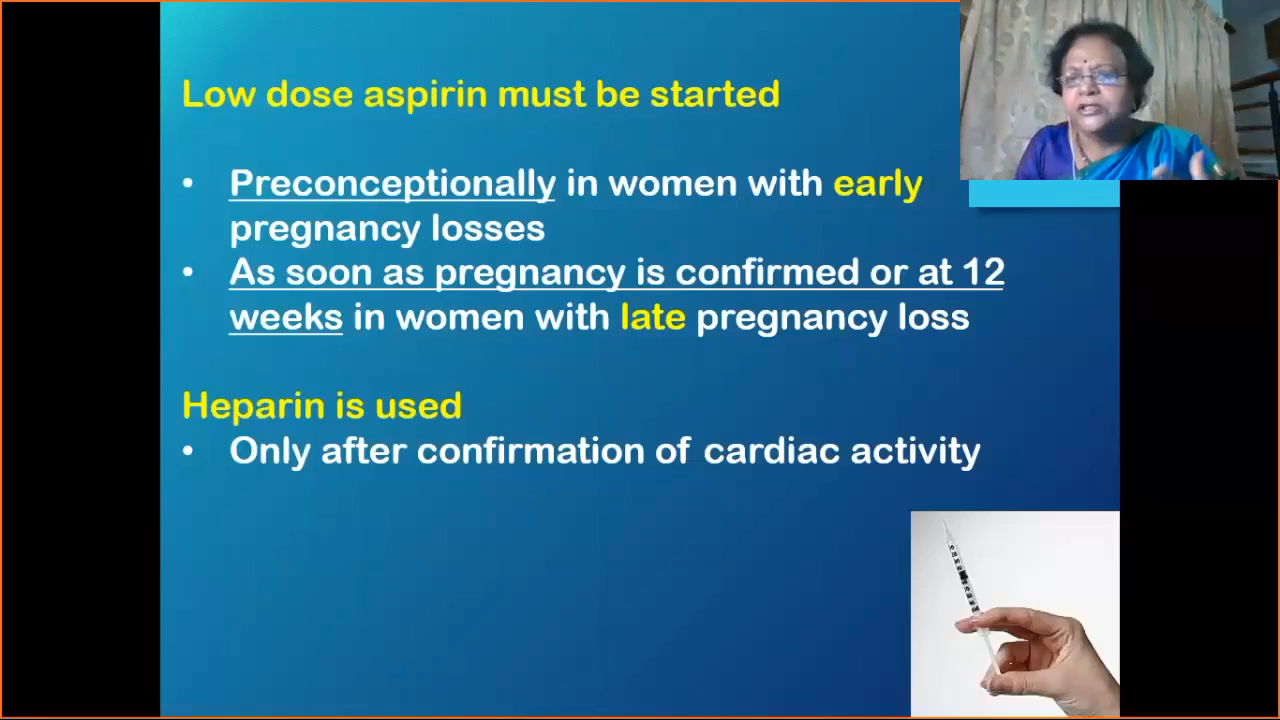 Low dose aspirin must be started
• Preconceptionally in women with early
pregnancy losses
• As soon as pregnancy is confirmed or at 12
weeks in women with late pregnancy loss
Heparin is used
• Only after confirmation of cardiac activity